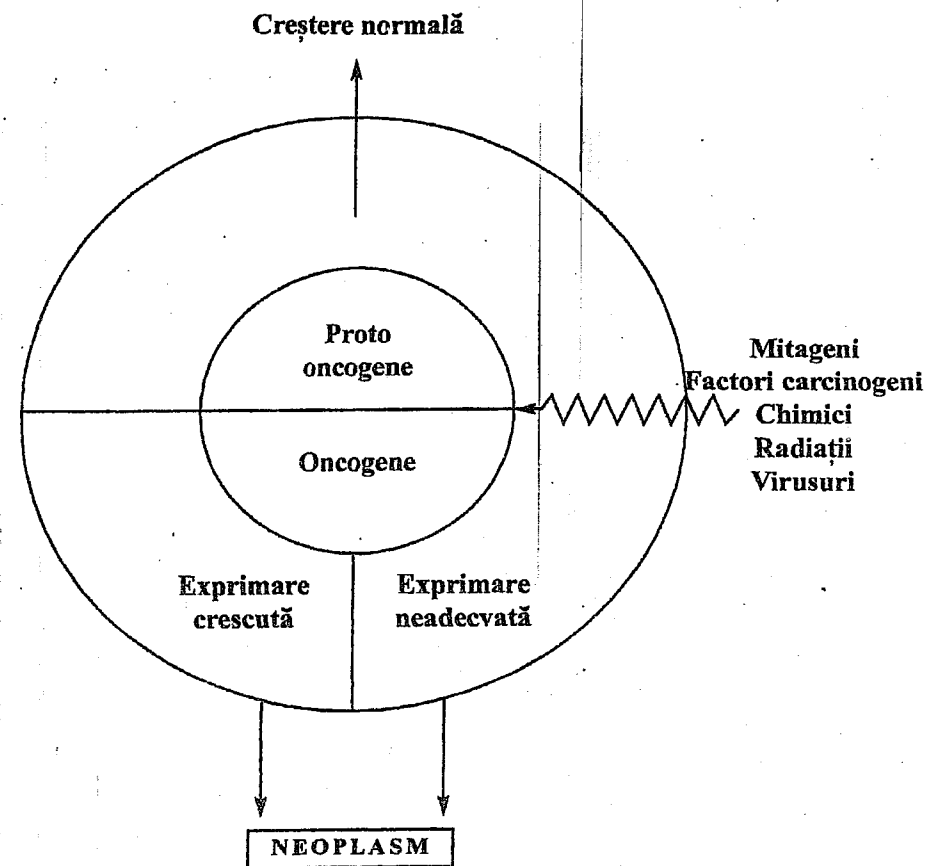 Creștere normală
Proto
oncogene
Oncogene
Mitageni
Factori carcinogeni
Chimici
Radiații
Virusuri
Exprimare
crescută
Exprimare
neadecvată
NEOPLASM